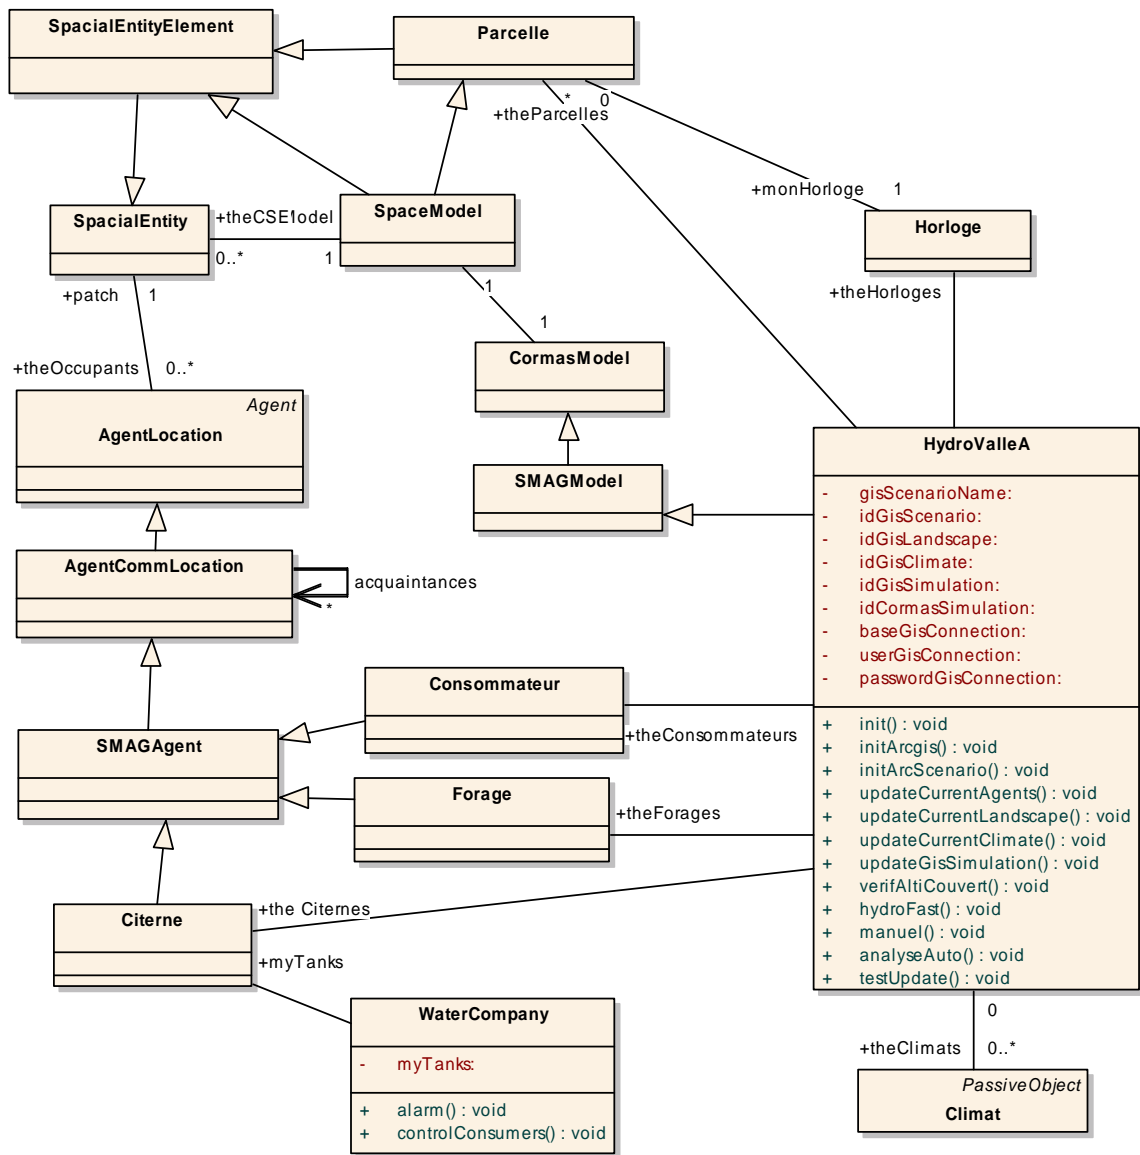 SpacialEntityElement
Parcelle
*
0
+theParcelles
+monHorloge
1
SpacialEntity
+theCSE
1odel
SpaceModel
Horloge
0..*
1
+patch
1
1
+theHorloges
1
CormasModel
+theOccupants
0..*
Agent
AgentLocation
HydroValleA
SMAGModel
- gisScenarioName:
- idGisScenario:
- idGisLandscape:
- idGisClimate:
- idGisSimulation:
- idCormasSimulation:
- baseGisConnection:
- userGisConnection:
- passwordGisConnection:
AgentCommLocation
acquaintances
*
Consommateur
+theConsommateurs
SMAGAgent
+ init() : void
+ initArcgis() : void
+ initArcScenario() : void
+ updateCurrentAgents() : void
+ updateCurrentLandscape() : void
+ updateCurrentClimate() : void
+ updateGisSimulation() : void
+ verifAltiCouvert() : void
+ hydroFast() : void
+ manuel() : void
+ analyseAuto() : void
+ testUpdate() : void
Forage
+theForages
Citerne
+the Citernes
+myTanks
WaterCompany
- myTanks:
+ alarm() : void
+ controlConsumers() : void
0
+theClimats
0..*
PassiveObject
Climat